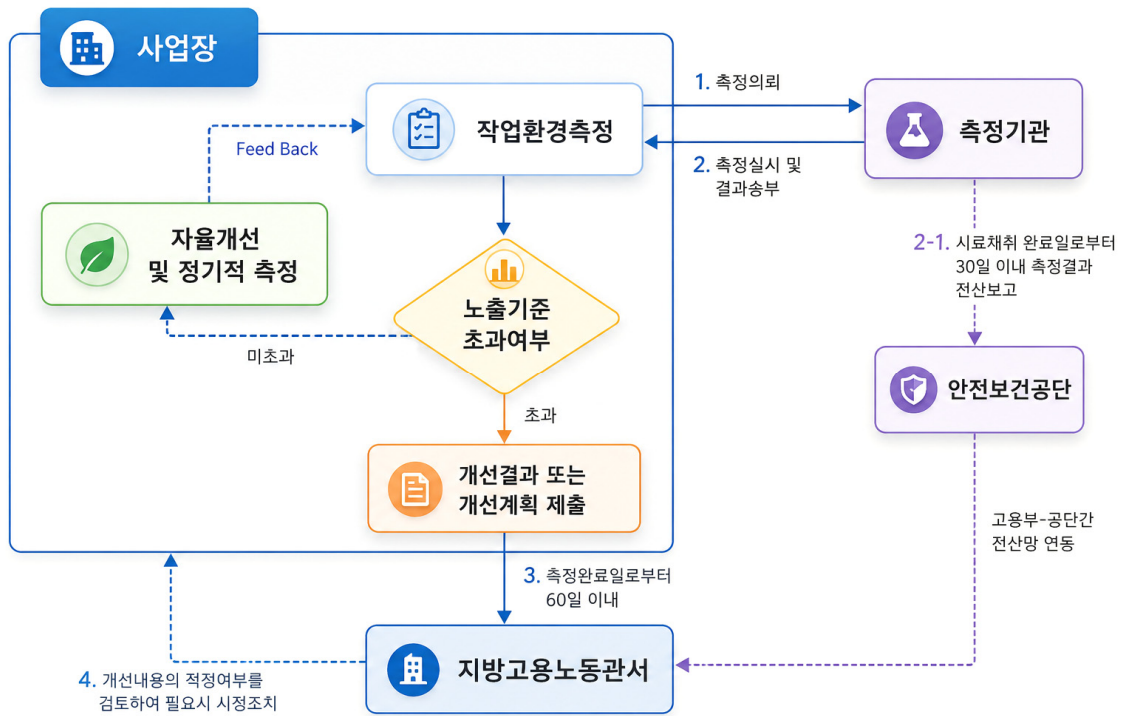 사업장
1. 측정의뢰
작업환경측정
측정기관
Feed Back
2. 측정실시 및
결과송부
자율개선
및 정기적 측정
2-1. 시료채취 완료일로부터
30일 이내 측정결과
전산보고
노출기준
초과여부
미초과
안전보건공단
초과
개선결과 또는
개선계획 제출
고용부-공단간
전산망 연동
3. 측정완료일로부터
60일 이내
지방고용노동관서
4. 개선내용의 적정여부를
검토하여 필요시 시정조치